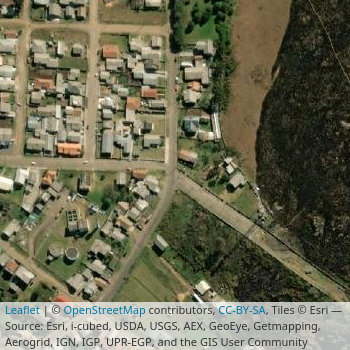 Leaflet | © OpenStreetMap contributors, CC-BY-SA, Tiles © Esri —
Source: Esri, i-cubed, USDA, USGS, AEX, GeoEye, Getmapping,
Aerogrid, IGN, IGP, UPR-EGP, and the GIS User Community